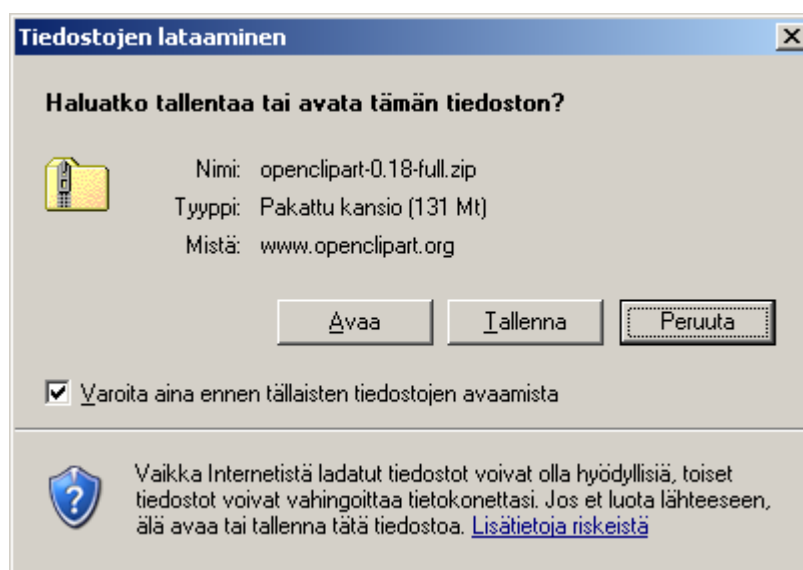 Tiedostojen lataaminen
Haluatko tallentaa tai avata tämän tiedoston?
Nimi: openclipart-0.18-full.zip
Tyyppi: Pakattu kansio (131 Mt)
Mistä: www.openclipart.org
Avaa Tallenna Peruuta
Varoita aina ennen tällaisten tiedostojen avaamista
Vaikka Internetistä ladatut tiedostot voivat olla hyödyllisiä, toiset
tiedostot voivat vahingoittaa tietokonettasi. Jos et luota lähteeseen,
älä avaa tai tallenna tätä tiedostoa. Lisätietoja riskeistä